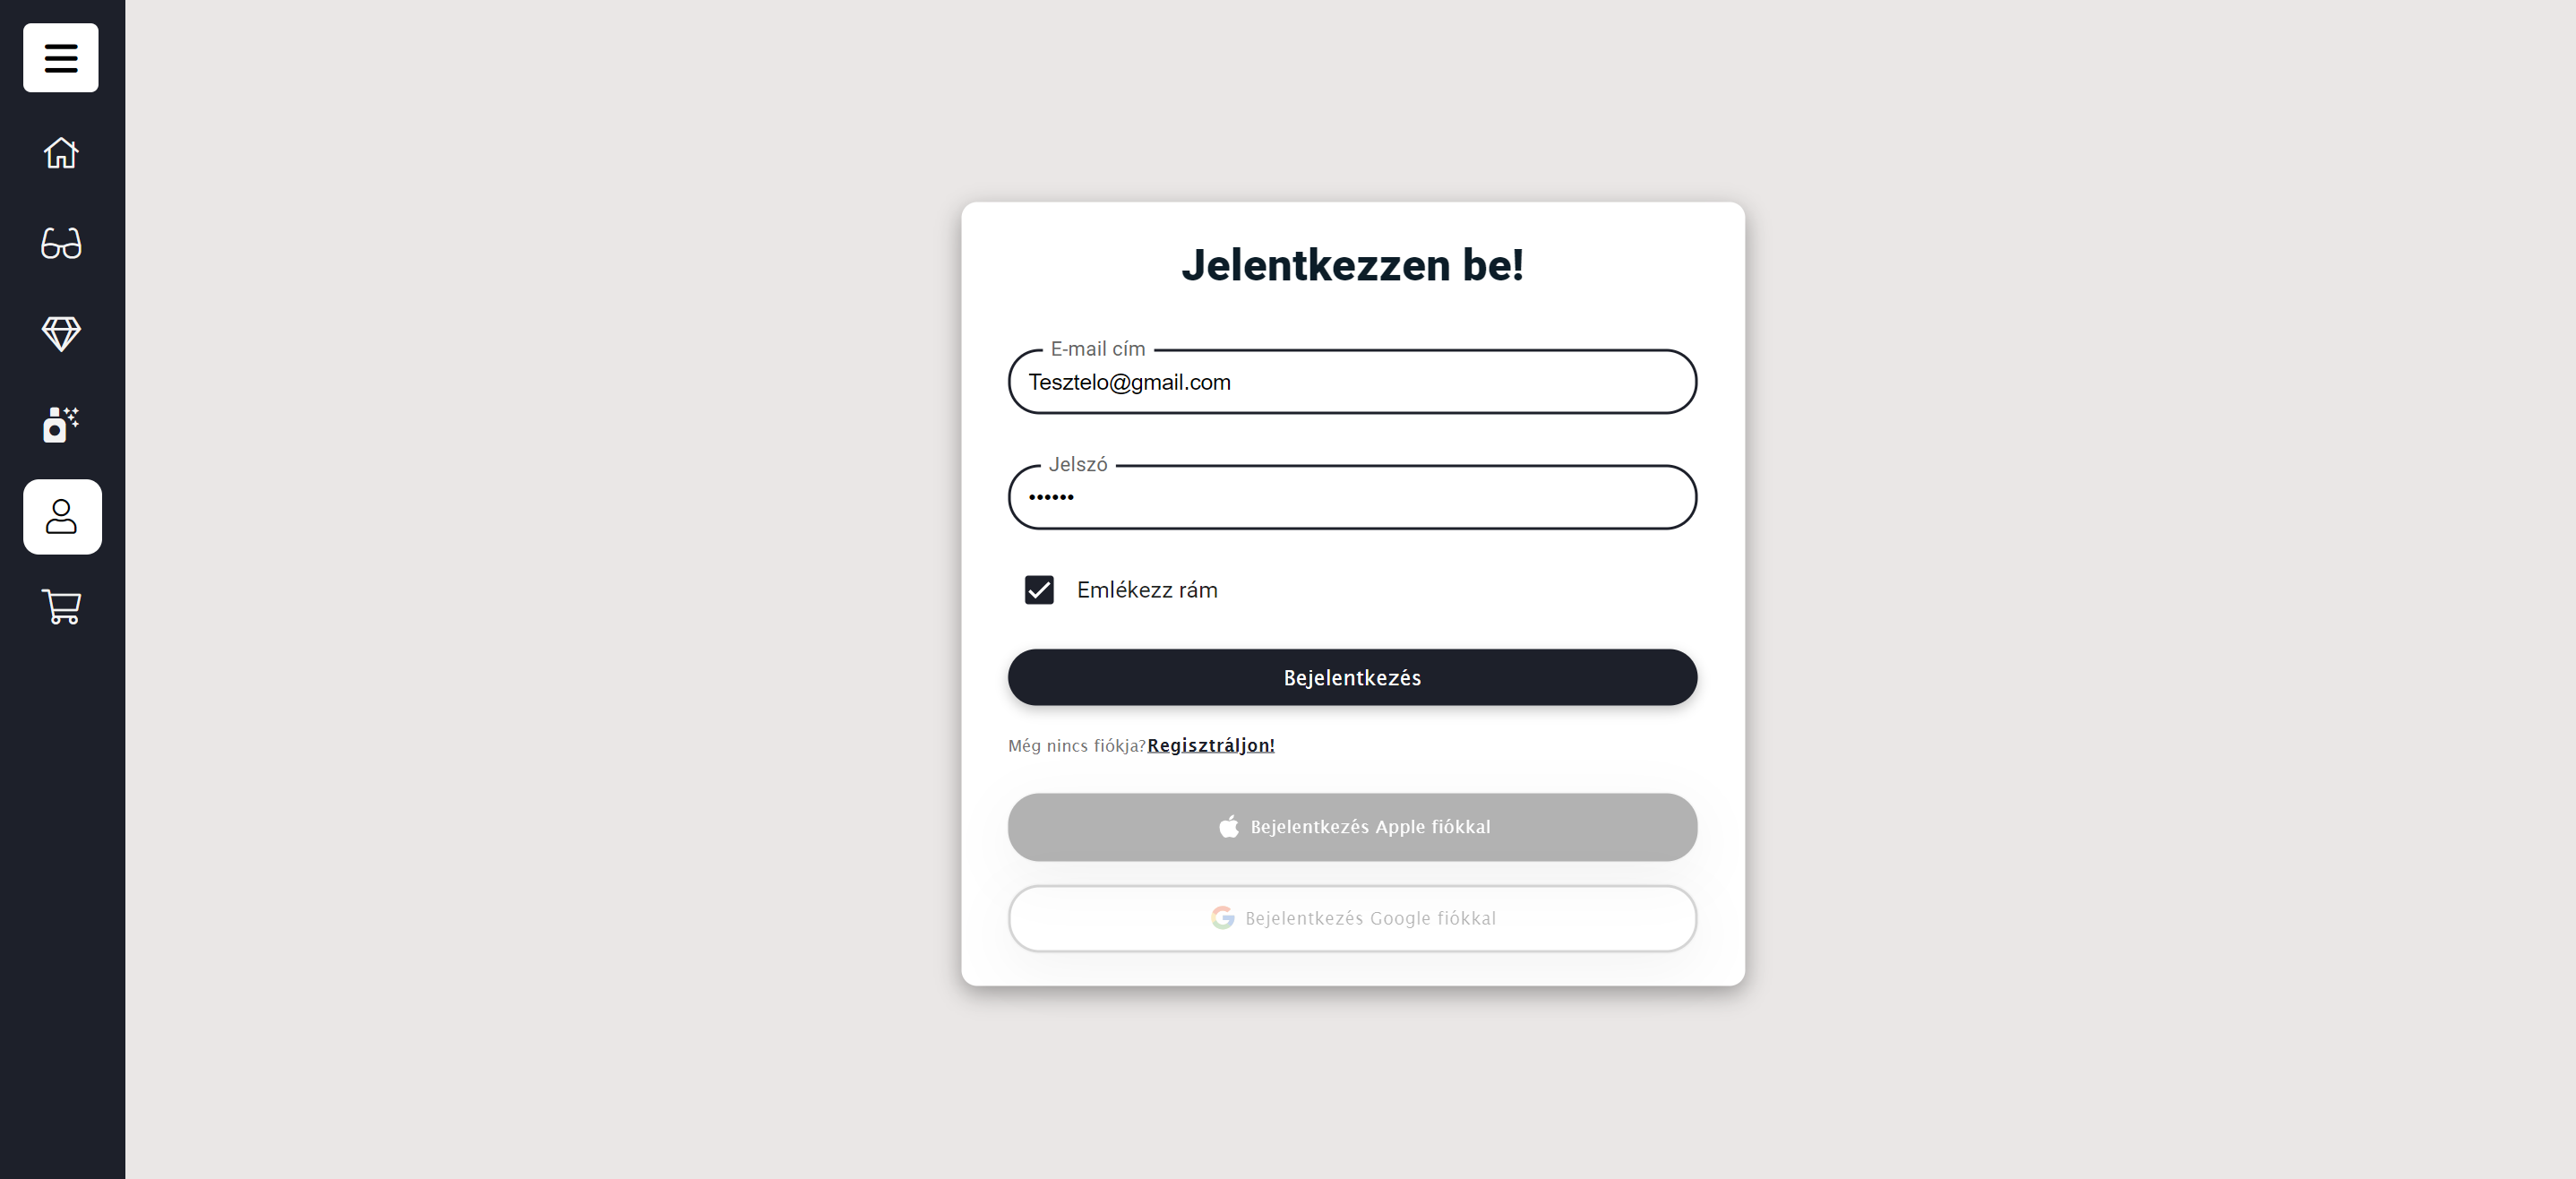 Jelentkezzen be!
E-mail cím
Tesztelo@gmail.com
Jelszó
••••••
Emlékezz rám
Bejelentkezés
Még nincs fiókja?Regisztráljon!
Bejelentkezés Apple fiókkal
Bejelentkezés Google fiókkal